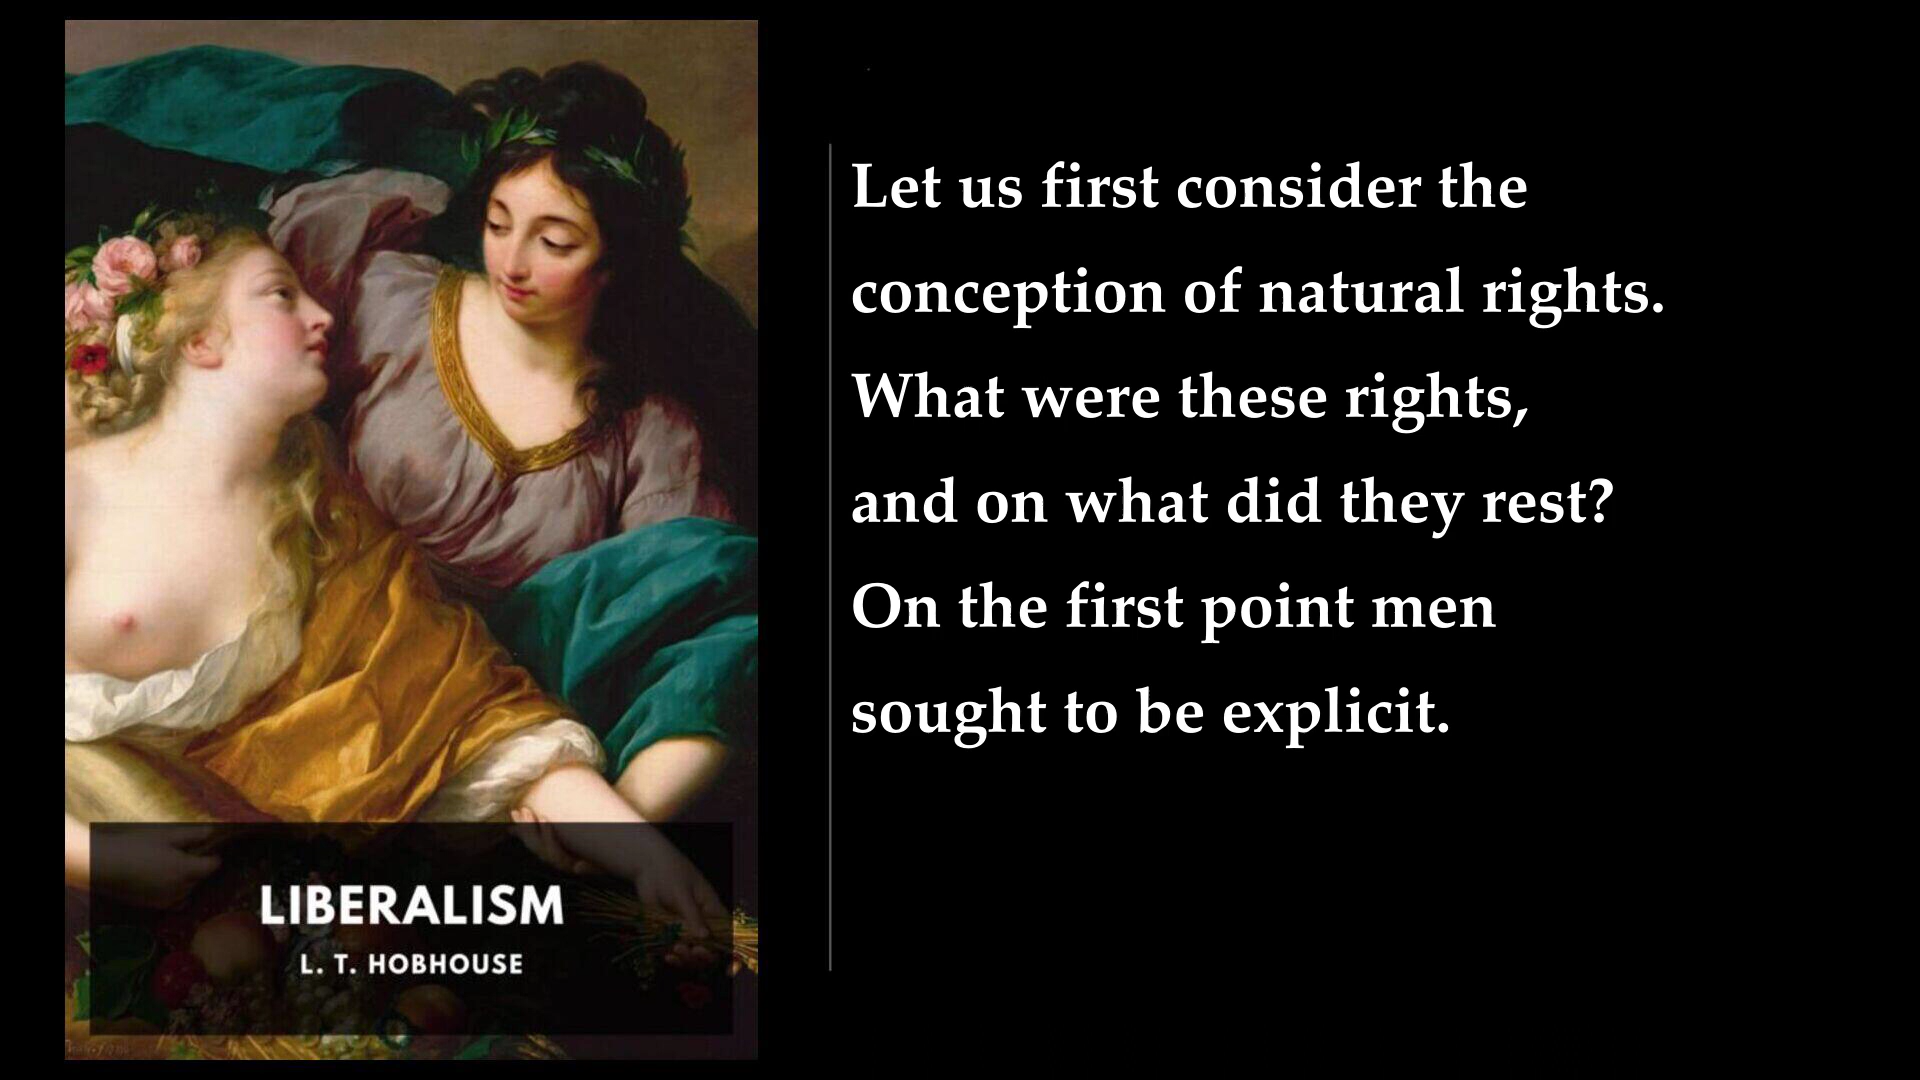 Let us first consider the
conception of natural rights.
What were these rights,
and on what did they rest?
On the first point men
sought to be explicit.
LIBERALISM
L. T. HOBHOUSE